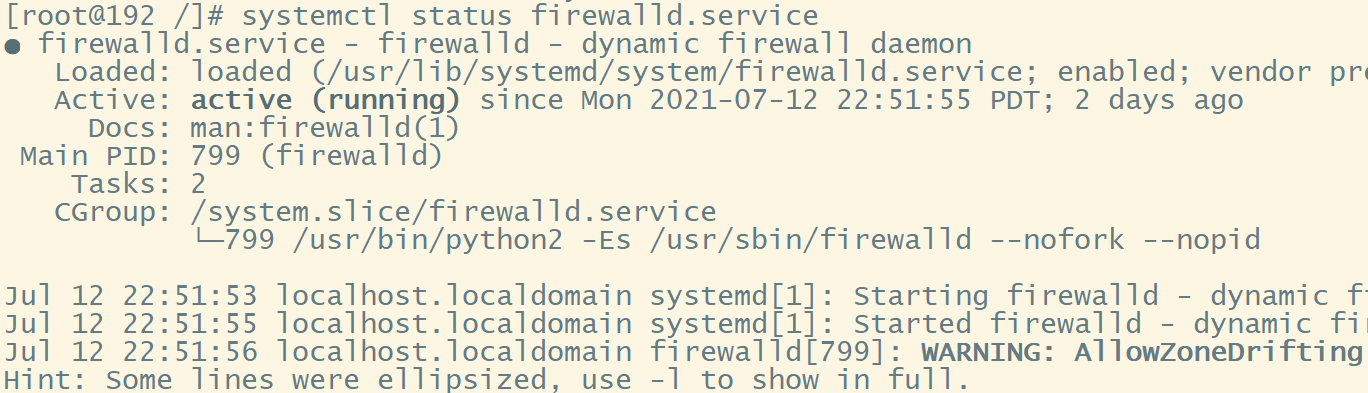 [root@192 /]# systemctl status firewalld.service
● firewalld.service - firewalld - dynamic firewall daemon
   Loaded: loaded (/usr/lib/systemd/system/firewalld.service; enabled; vendor pre
   Active: active (running) since Mon 2021-07-12 22:51:55 PDT; 2 days ago
     Docs: man:firewalld(1)
 Main PID: 799 (firewalld)
    Tasks: 2
   CGroup: /system.slice/firewalld.service
           └─799 /usr/bin/python2 -Es /usr/sbin/firewalld --nofork --nopid
Jul 12 22:51:53 localhost.localdomain systemd[1]: Starting firewalld - dynamic fi
Jul 12 22:51:55 localhost.localdomain systemd[1]: Started firewalld - dynamic fir
Jul 12 22:51:56 localhost.localdomain firewalld[799]: WARNING: AllowZoneDrifting
Hint: Some lines were ellipsized, use -l to show in full.